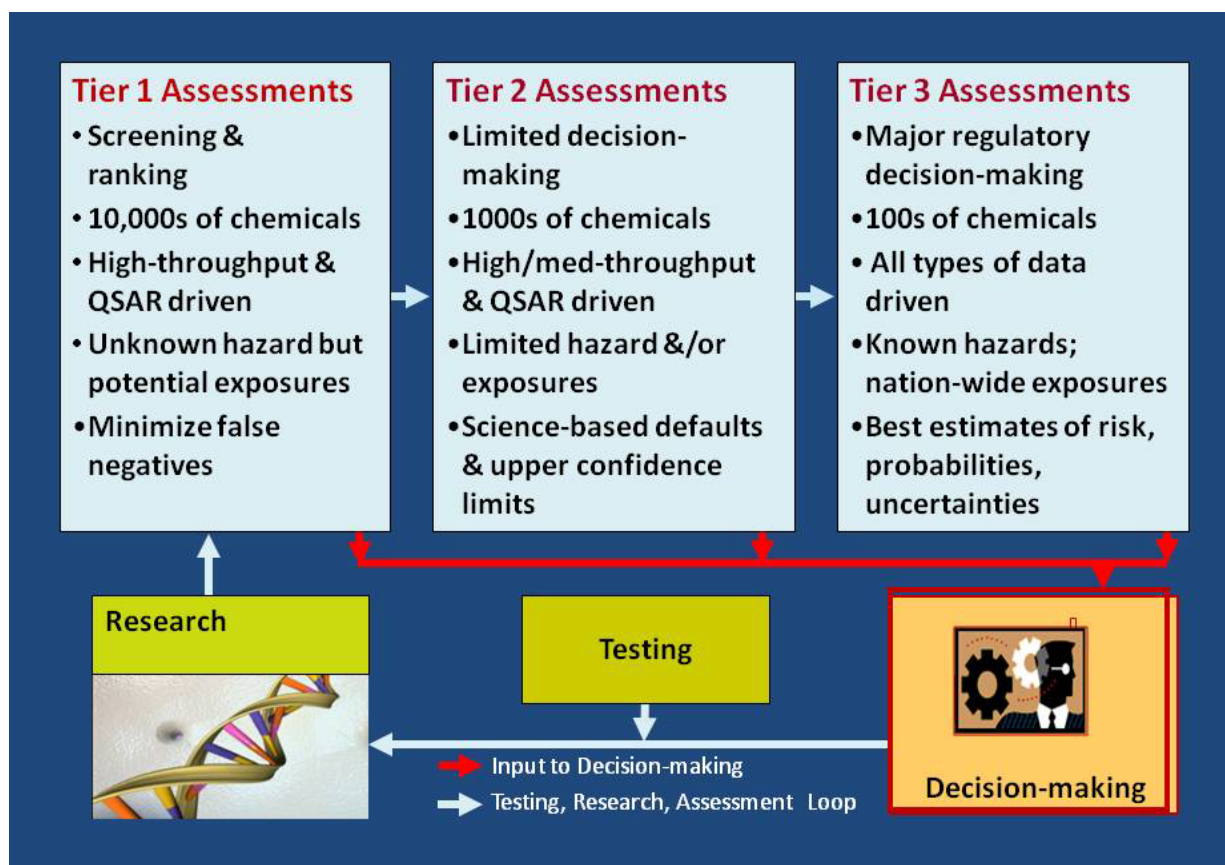 Tier 1 Assessments
• Screening &
ranking
• 10,000s of chemicals
• High-throughput &
QSAR driven
• Unknown hazard but
potential exposures
•Minimize false
negatives
Tier 2 Assessments
•Limited decision-
making
•1000s of chemicals
•High/med-throughput
& QSAR driven
•Limited hazard &/or
exposures
•Science-based defaults
& upper confidence
limits
Tier 3 Assessments
•Major regulatory
decision-making
•100s of chemicals
• All types of data
driven
•Known hazards;
nation-wide exposures
•Best estimates of risk,
probabilities,
uncertainties
Research
Testing
Decision-making
Input to Decision-making
Testing, Research, Assessment Loop